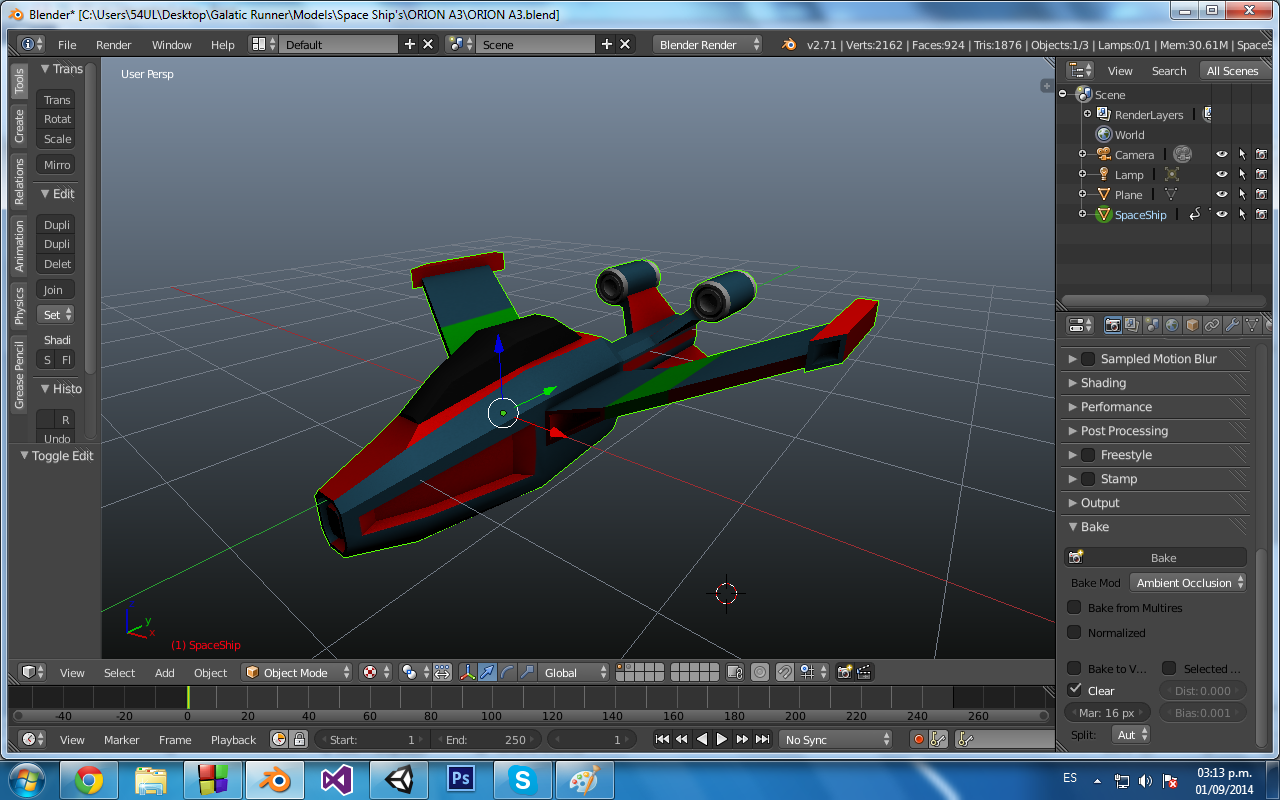 Blender* [C:\Users\54UL\Desktop\Galatic Runner\Models\Space Ship's\ORION A3\ORION A3.blend]
File Render Window Help Default Scene Blender Render v2.71 | Verts:2162 | Faces:924 | Tris:1876 | Objects:1/3 | Lamps:0/1 | Mem:30.61M | SpaceS
Tools
Create
Relations
Animation
Physics
Grease Pencil
Trans
Trans
Rotat
Scale
Mirro
Edit
Dupli
Dupli
Delet
Join
Set
Shadi
S Fl
Histo
R
Undo
Toggle Edit
User Persp
z
y
x
(1) SpaceShip
View Search All Scenes
Scene
RenderLayers
World
Camera
Lamp
Plane
SpaceShip
Sampled Motion Blur
Shading
Performance
Post Processing
Freestyle
Stamp
Output
Bake
Bake
Bake Mod Ambient Occlusion
Bake from Multires
Normalized
Bake to V... Selected ...
Clear Dist:0.000
Mar: 16 px Bias:0.001
Split: Aut
View Select Add Object Object Mode Global
-40 -20 0 20 40 60 80 100 120 140 160 180 200 220 240 260
View Marker Frame Playback Start: 1 End: 250 1 No Sync
Ps
S
ES
03:13 p.m.
01/09/2014